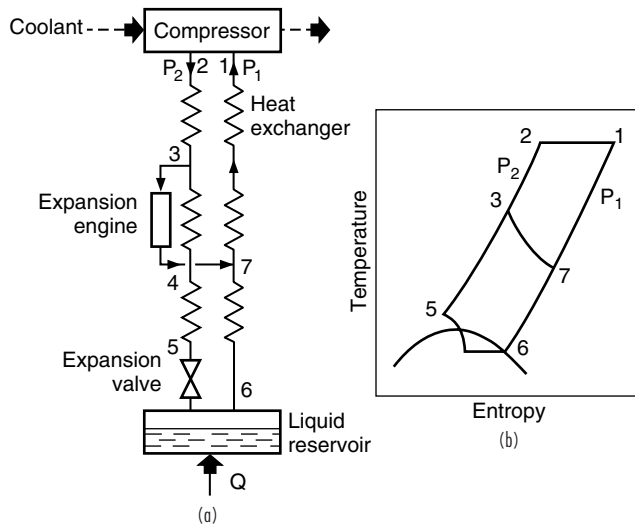 Coolant
Compressor
P2 2 1 P1
Heat
exchanger
3
Expansion
engine
4
7
5
Expansion
valve
6
Liquid
reservoir
Q
(a)
Temperature
2
1
P2
P1
3
7
5
6
Entropy
(b)